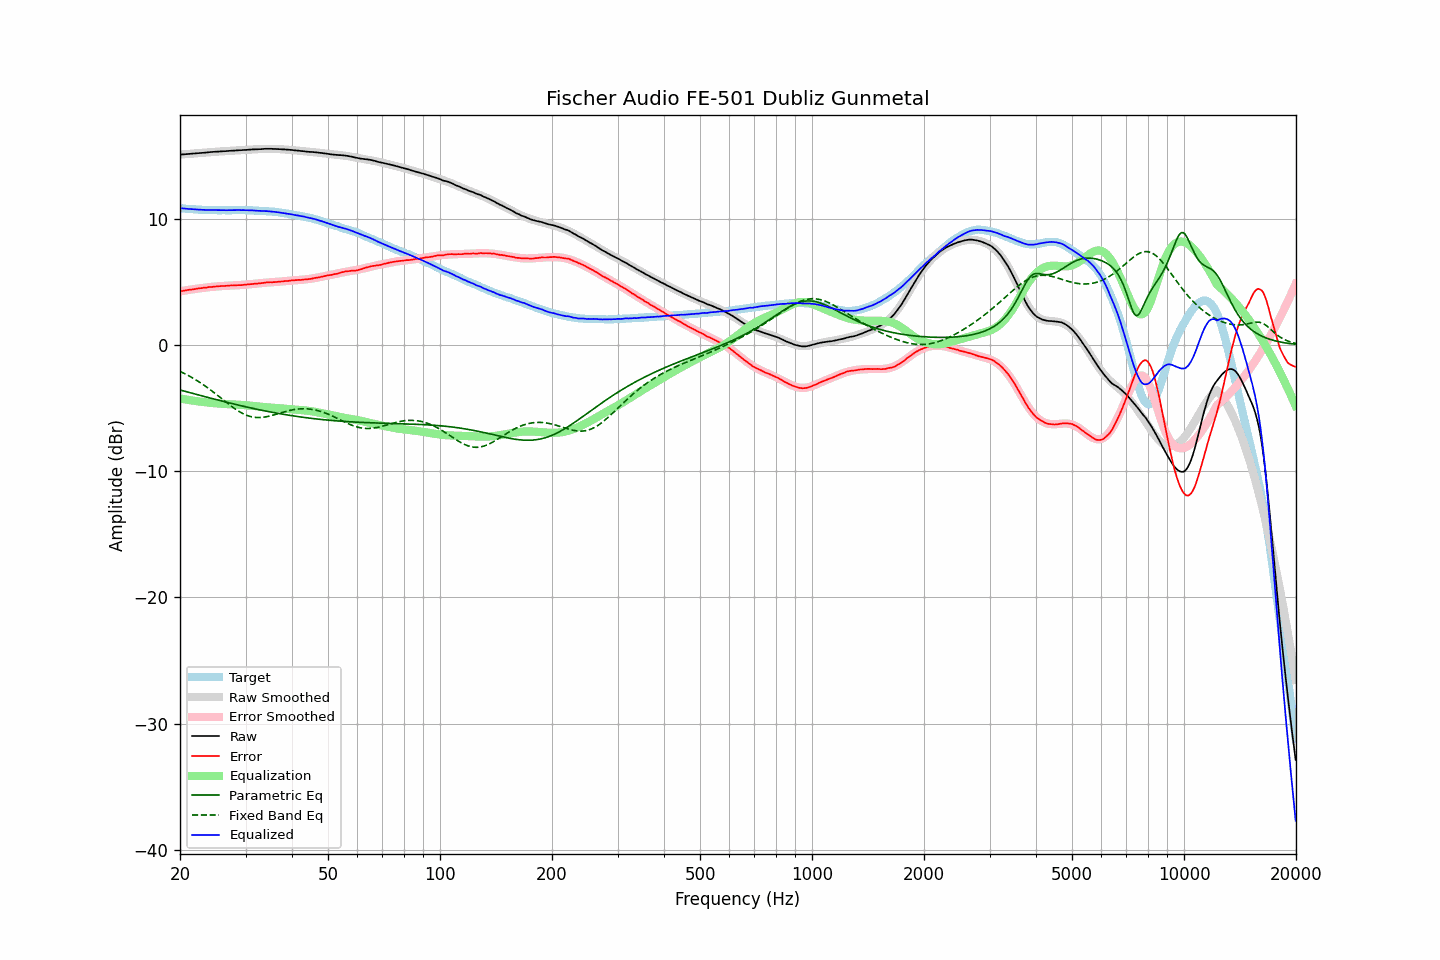 Fischer Audio FE-501 Dubliz Gunmetal
10
0
−10
−20
−30
−40
Amplitude (dBr)
Target
Raw Smoothed
Error Smoothed
Raw
Error
Equalization
Parametric Eq
Fixed Band Eq
Equalized
20 50 100 200 500 1000 2000 5000 10000 20000
Frequency (Hz)